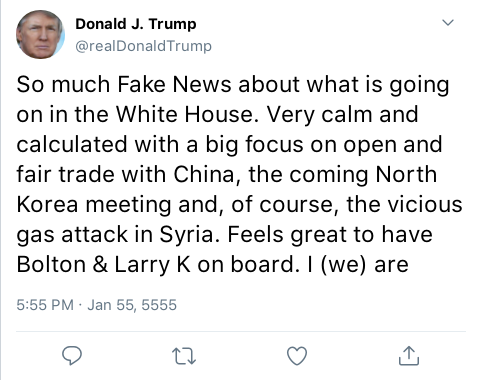 Donald J. Trump
@realDonaldTrump
So much Fake News about what is going
on in the White House. Very calm and
calculated with a big focus on open and
fair trade with China, the coming North
Korea meeting and, of course, the vicious
gas attack in Syria. Feels great to have
Bolton & Larry K on board. I (we) are
5:55 PM · Jan 55, 5555